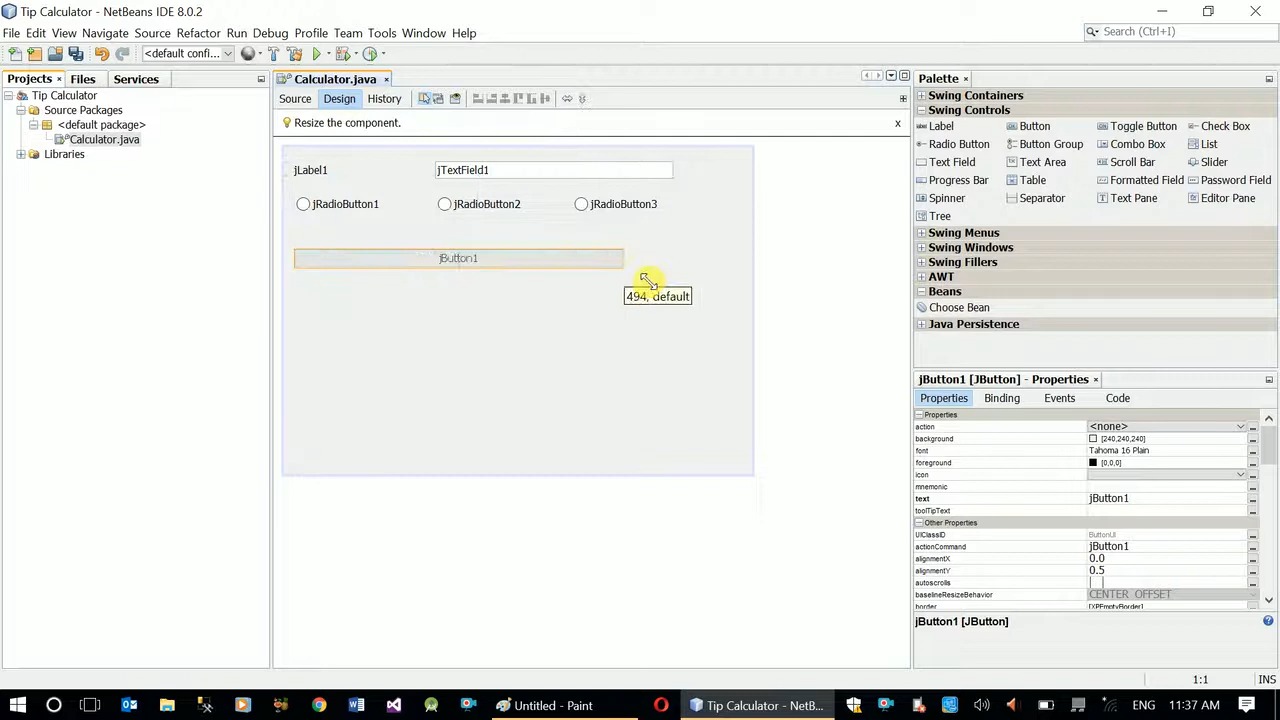 Tip Calculator - NetBeans IDE 8.0.2
File Edit View Navigate Source Refactor Run Debug Profile Team Tools Window Help
Search (Ctrl+I)
<default confi...
Projects Files Services
Calculator.java
Palette
Tip Calculator
Source Packages
<default package>
Calculator.java
Libraries
Source Design History
Resize the component.
x
jLabel1
jTextField1
jRadioButton1 jRadioButton2 jRadioButton3
jButton1
494, default
Swing Containers
Swing Controls
Label Button Toggle Button Check Box
Radio Button Button Group Combo Box List
Text Field Text Area Scroll Bar Slider
Progress Bar Table Formatted Field Password Field
Spinner Separator Text Pane Editor Pane
Tree
Swing Menus
Swing Windows
Swing Fillers
AWT
Beans
Choose Bean
Java Persistence
jButton1 [JButton] - Properties
Properties Binding Events Code
Properties
action <none>
background [240,240,240]
font Tahoma 16 Plain
foreground [0,0,0]
icon
mnemonic
text jButton1
toolTipText
Other Properties
UIClassID ButtonUI
actionCommand jButton1
alignmentX 0.0
alignmentY 0.5
autoscrolls
baselineResizeBehavior CENTER_OFFSET
border [XPEmptyBorder]
jButton1 [JButton]
1:1 INS
Untitled - Paint
Tip Calculator - NetB...
ENG 11:37 AM